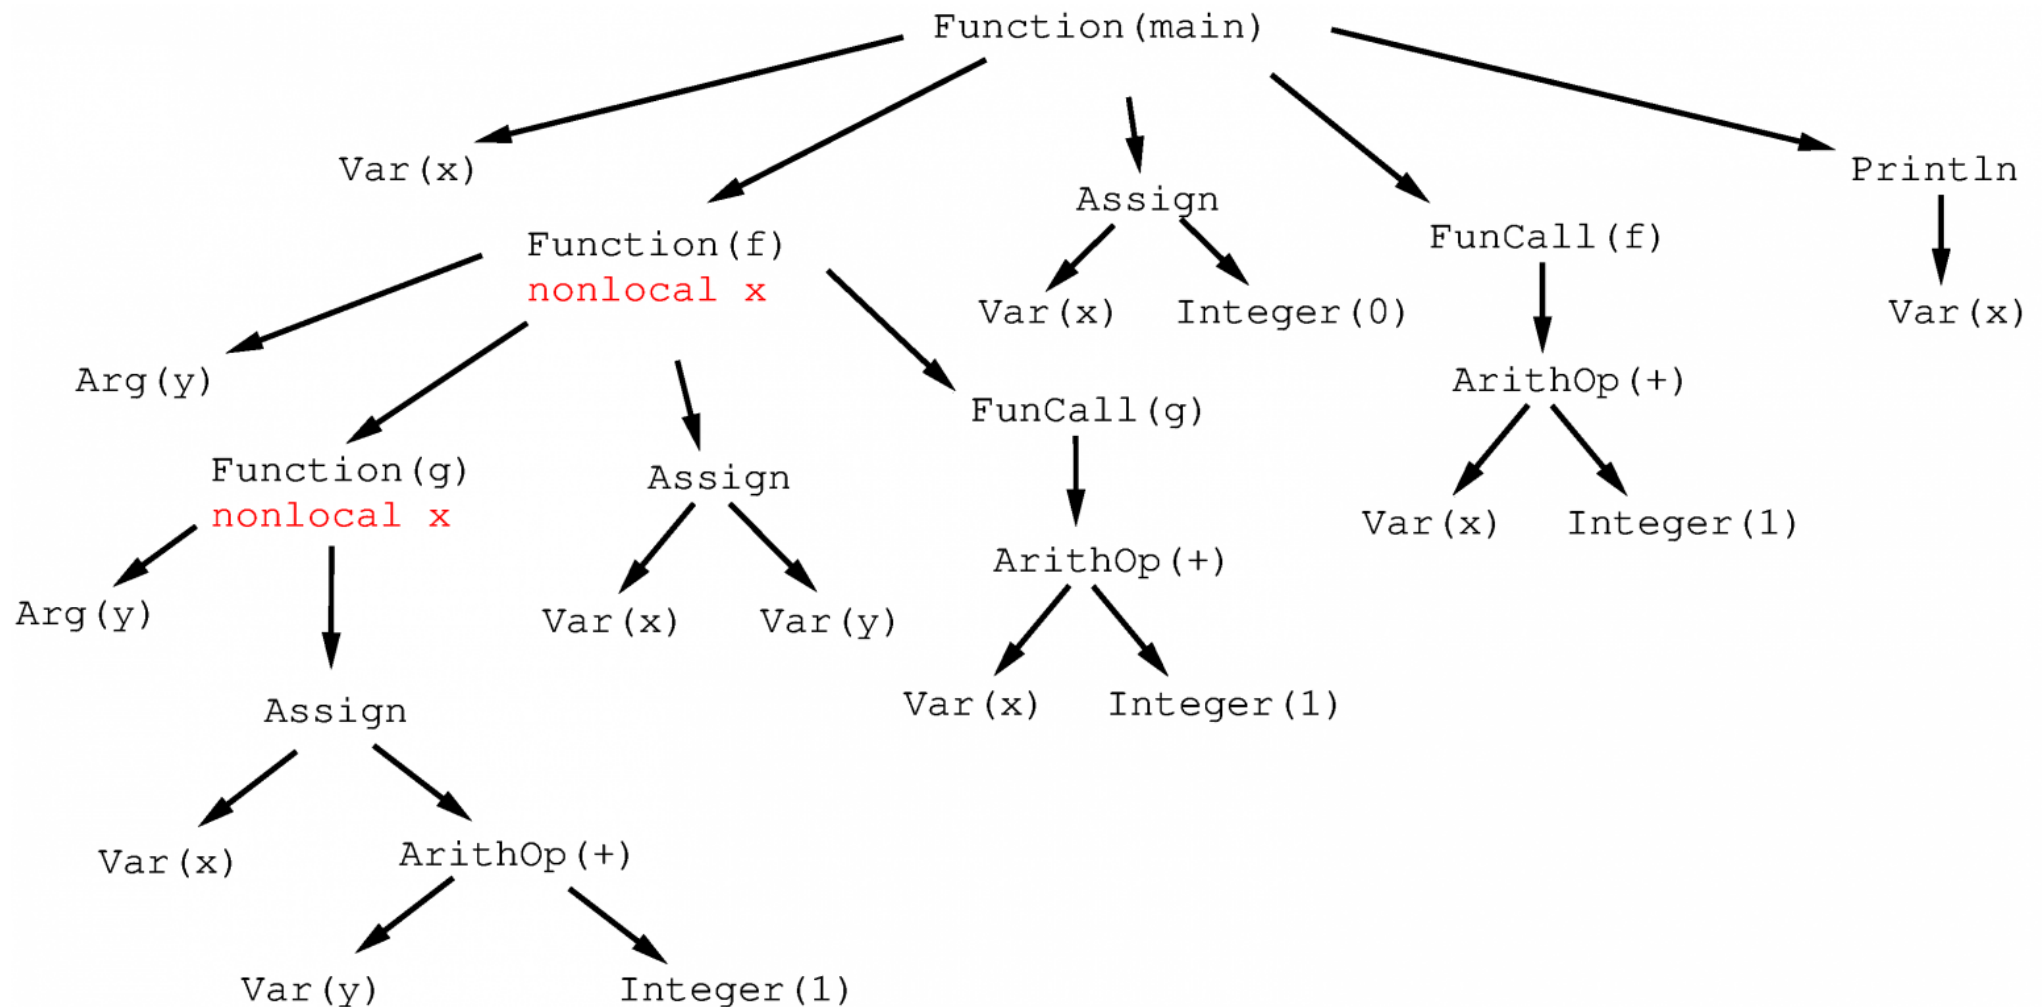 Function(main)
Var(x)
Println
Assign
Function(f)
nonlocal x
FunCall(f)
Var(x)
Integer(0)
Var(x)
Arg(y)
ArithOp(+)
FunCall(g)
Function(g)
nonlocal x
Assign
Var(x)
Integer(1)
ArithOp(+)
Arg(y)
Var(x)
Var(y)
Var(x)
Integer(1)
Assign
Var(x)
ArithOp(+)
Var(y)
Integer(1)